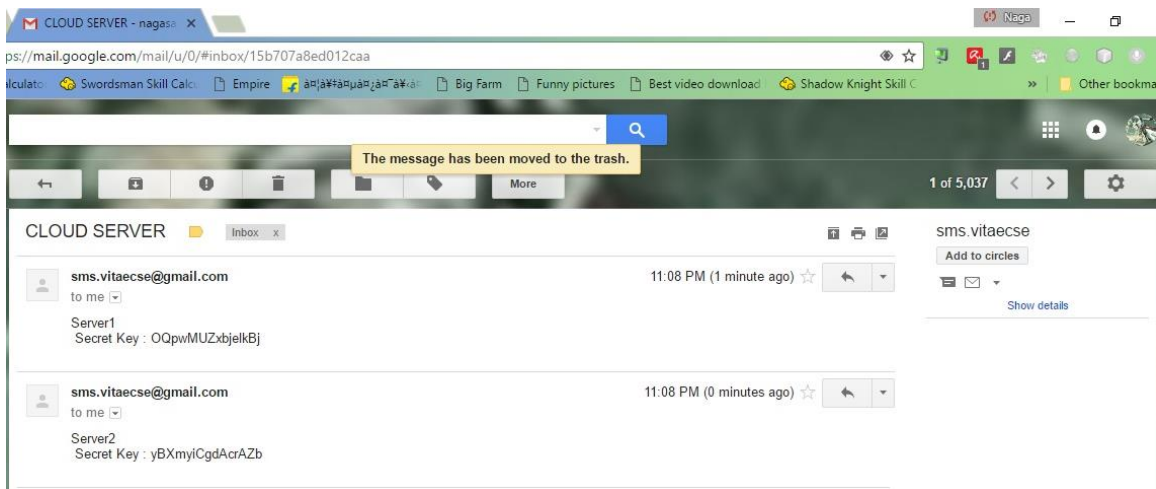 CLOUD SERVER - nagasa
Naga
ps://mail.google.com/mail/u/0/#inbox/15b707a8ed012caa
1
alculato Swordsman Skill Calc Empire Big Farm Funny pictures Best video download Shadow Knight Skill C » Other bookma
The message has been moved to the trash.
More
1 of 5,037
CLOUD SERVER Inbox x
sms.vitaecse
Add to circles
Show details
sms.vitaecse@gmail.com 11:08 PM (1 minute ago)
to me
Server1
Secret Key : OQpwMUZxbjelkBj
sms.vitaecse@gmail.com 11:08 PM (0 minutes ago)
to me
Server2
Secret Key : yBXmyiCgdAcrAZb